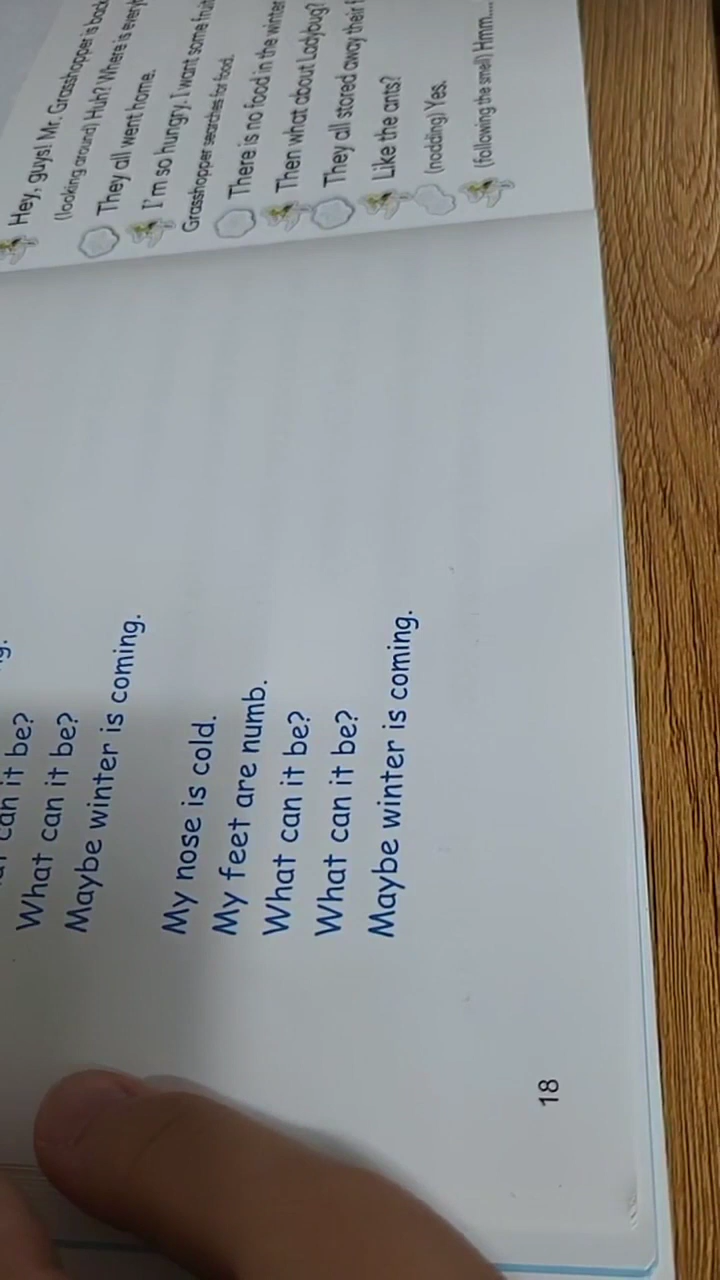 can it be?
What can it be?
Maybe winter is coming.
My nose is cold.
My feet are numb.
What can it be?
What can it be?
Maybe winter is coming.
18
Hey, guys! Mr. Grasshopper is back
(looking around) Huh? Where is
They all went home.
I'm so hungry. I want some
Grasshopper searches for food.
There is no food in the winter
Then what about Ladybug?
They all stored away their
Like the ants?
(nodding) Yes.
(following the smell) Hmm....